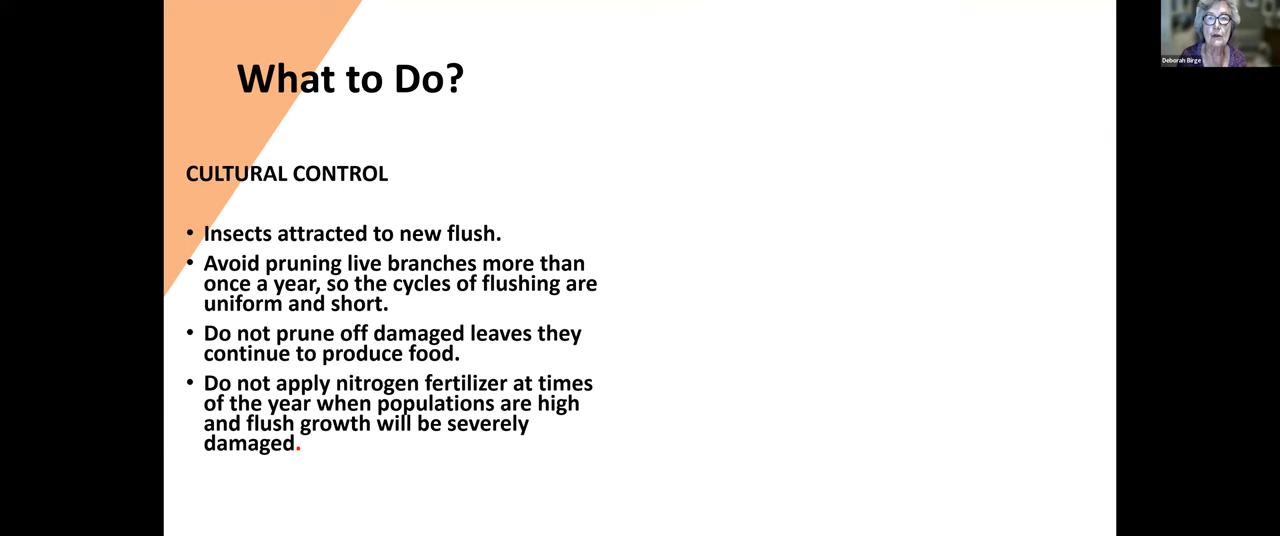 What to Do?
CULTURAL CONTROL
• Insects attracted to new flush.
• Avoid pruning live branches more than
once a year, so the cycles of flushing are
uniform and short.
• Do not prune off damaged leaves they
continue to produce food.
• Do not apply nitrogen fertilizer at times
of the year when populations are high
and flush growth will be severely
damaged.
Deborah Birge